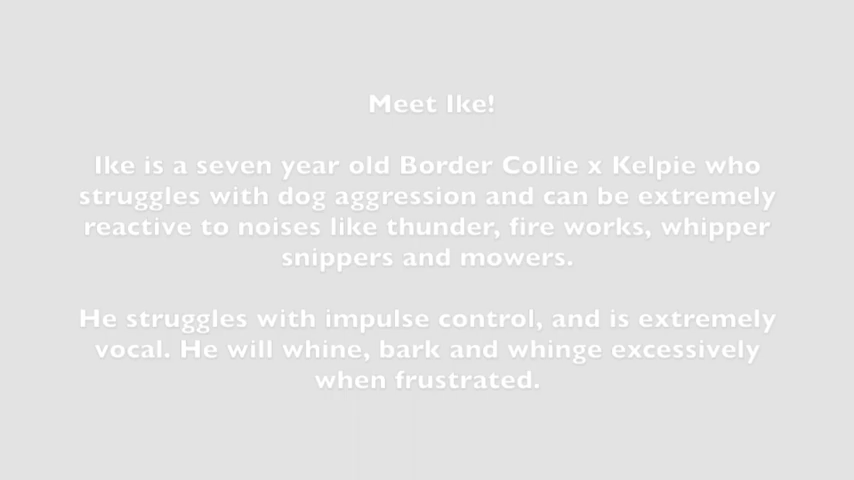 Meet Ike!
Ike is a seven year old Border Collie x Kelpie who
struggles with dog aggression and can be extremely
reactive to noises like thunder, fire works, whipper
snippers and mowers.
He struggles with impulse control, and is extremely
vocal. He will whine, bark and whinge excessively
when frustrated.